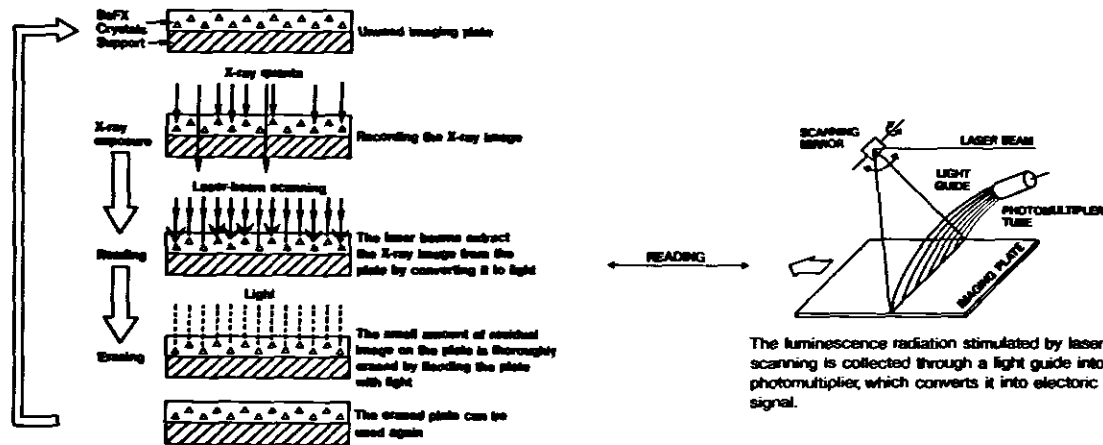 BaFX
Crystals
Support
Unused imaging plate
X-ray quanta
X-ray
exposure
Recording the X-ray image
Laser-beam scanning
Reading
The laser beams extract
the X-ray image from the
plate by converting it to light
Light
Erasing
The small amount of residual
image on the plate is thoroughly
erased by flooding the plate
with light
The erased plate can be
used again
READING
SCANNING
MIRROR
LASER BEAM
LIGHT
GUIDE
PHOTOMULTIPLER
TUBE
IMAGING PLATE
The luminescence radiation stimulated by laser
scanning is collected through a light guide into
photomultiplier, which converts it into electoric
signal.